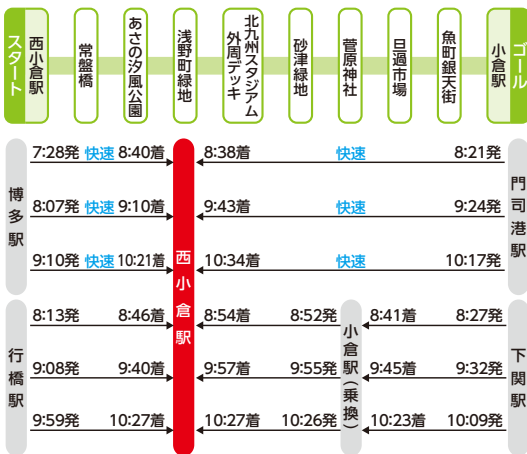 スタート
西小倉駅
常盤橋
あさの汐風公園
浅野町緑地
北九州スタジアム
外周デッキ
砂津緑地
菅原神社
旦過市場
魚町銀天街
小倉駅
ゴール
博多駅
7:28発 快速 8:40着
8:07発 快速 9:10着
9:10発 快速 10:21着
行橋駅
8:13発 8:46着
9:08発 9:40着
9:59発 10:27着
西小倉駅
8:38着 快速 8:21発
9:43着 快速 9:24発
10:34着 快速 10:17発
門司港駅
8:54着 8:52発
9:57着 9:55発
10:27着 10:26発
小倉駅(乗換)
8:41着 8:27発
9:45着 9:32発
10:23着 10:09発
下関駅